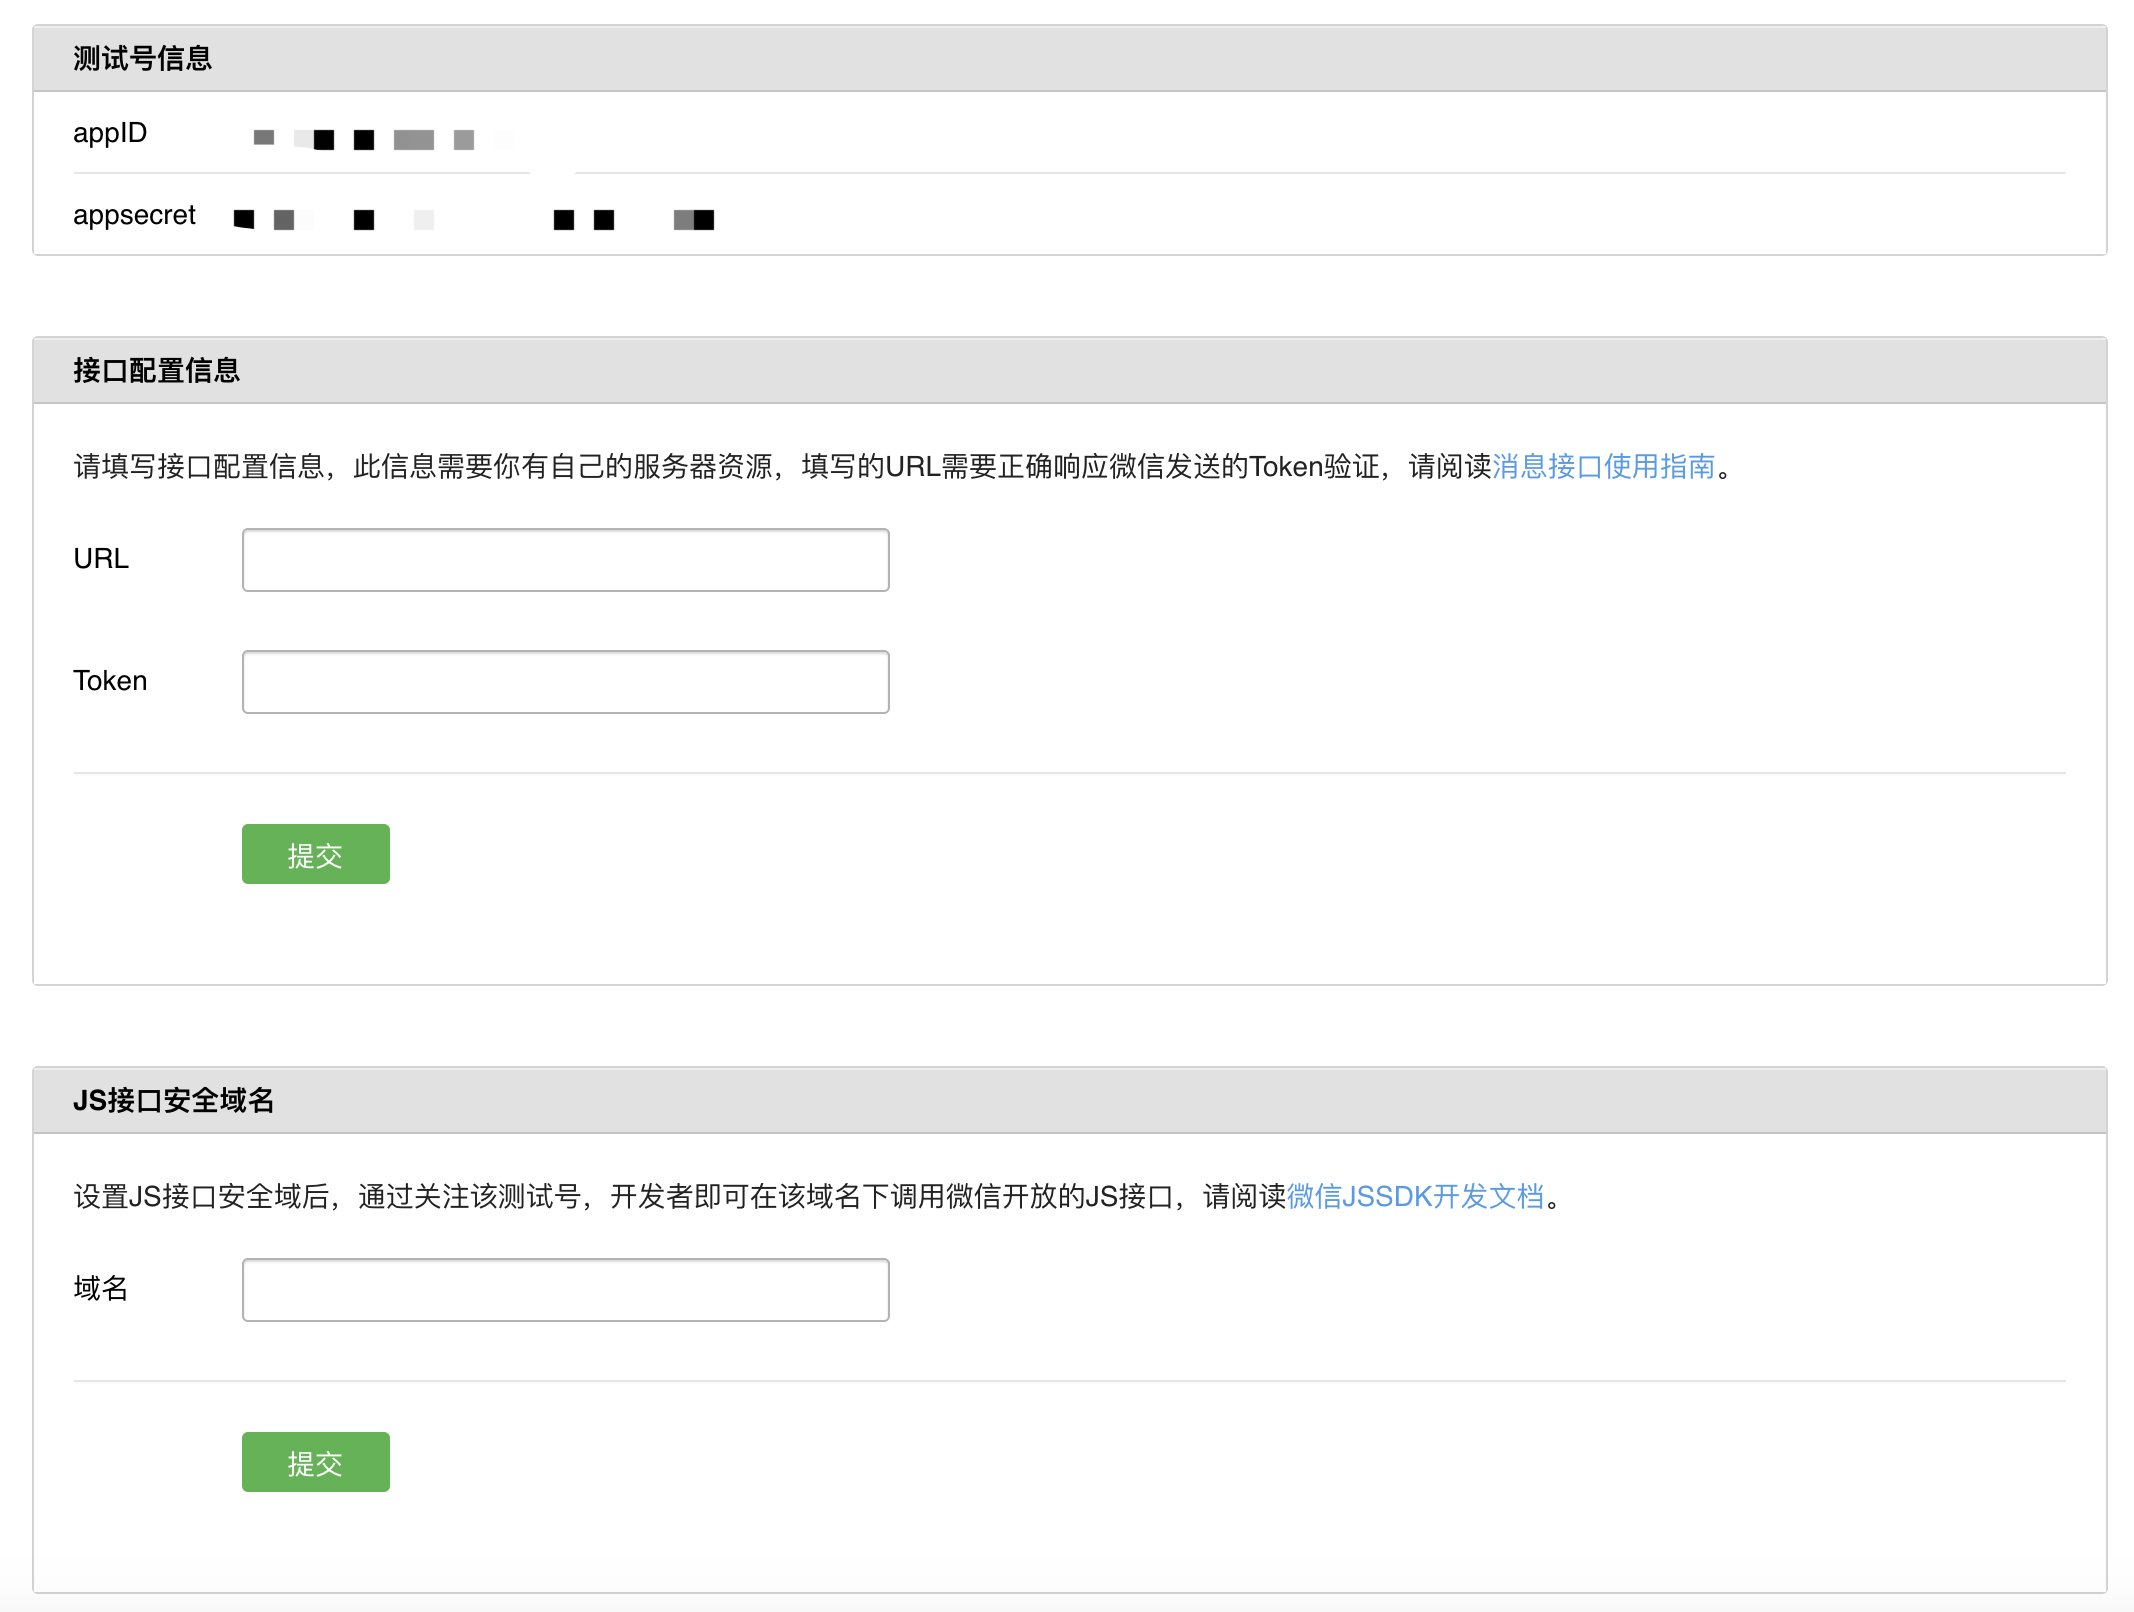 测试号信息
appID
appsecret
接口配置信息
请填写接口配置信息，此信息需要你有自己的服务器资源，填写的URL需要正确响应微信发送的Token验证，请阅读消息接口使用指南。
URL
Token
提交
JS接口安全域名
设置JS接口安全域后，通过关注该测试号，开发者即可在该域名下调用微信开放的JS接口，请阅读微信JSSDK开发文档。
域名
提交